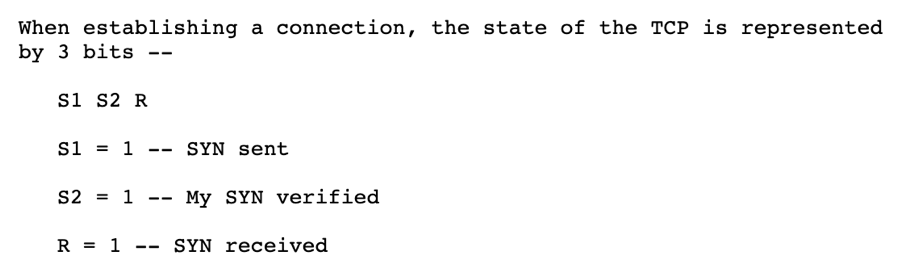 When establishing a connection, the state of the TCP is represented
by 3 bits --
S1 S2 R
S1 = 1 -- SYN sent
S2 = 1 -- My SYN verified
R = 1 -- SYN received